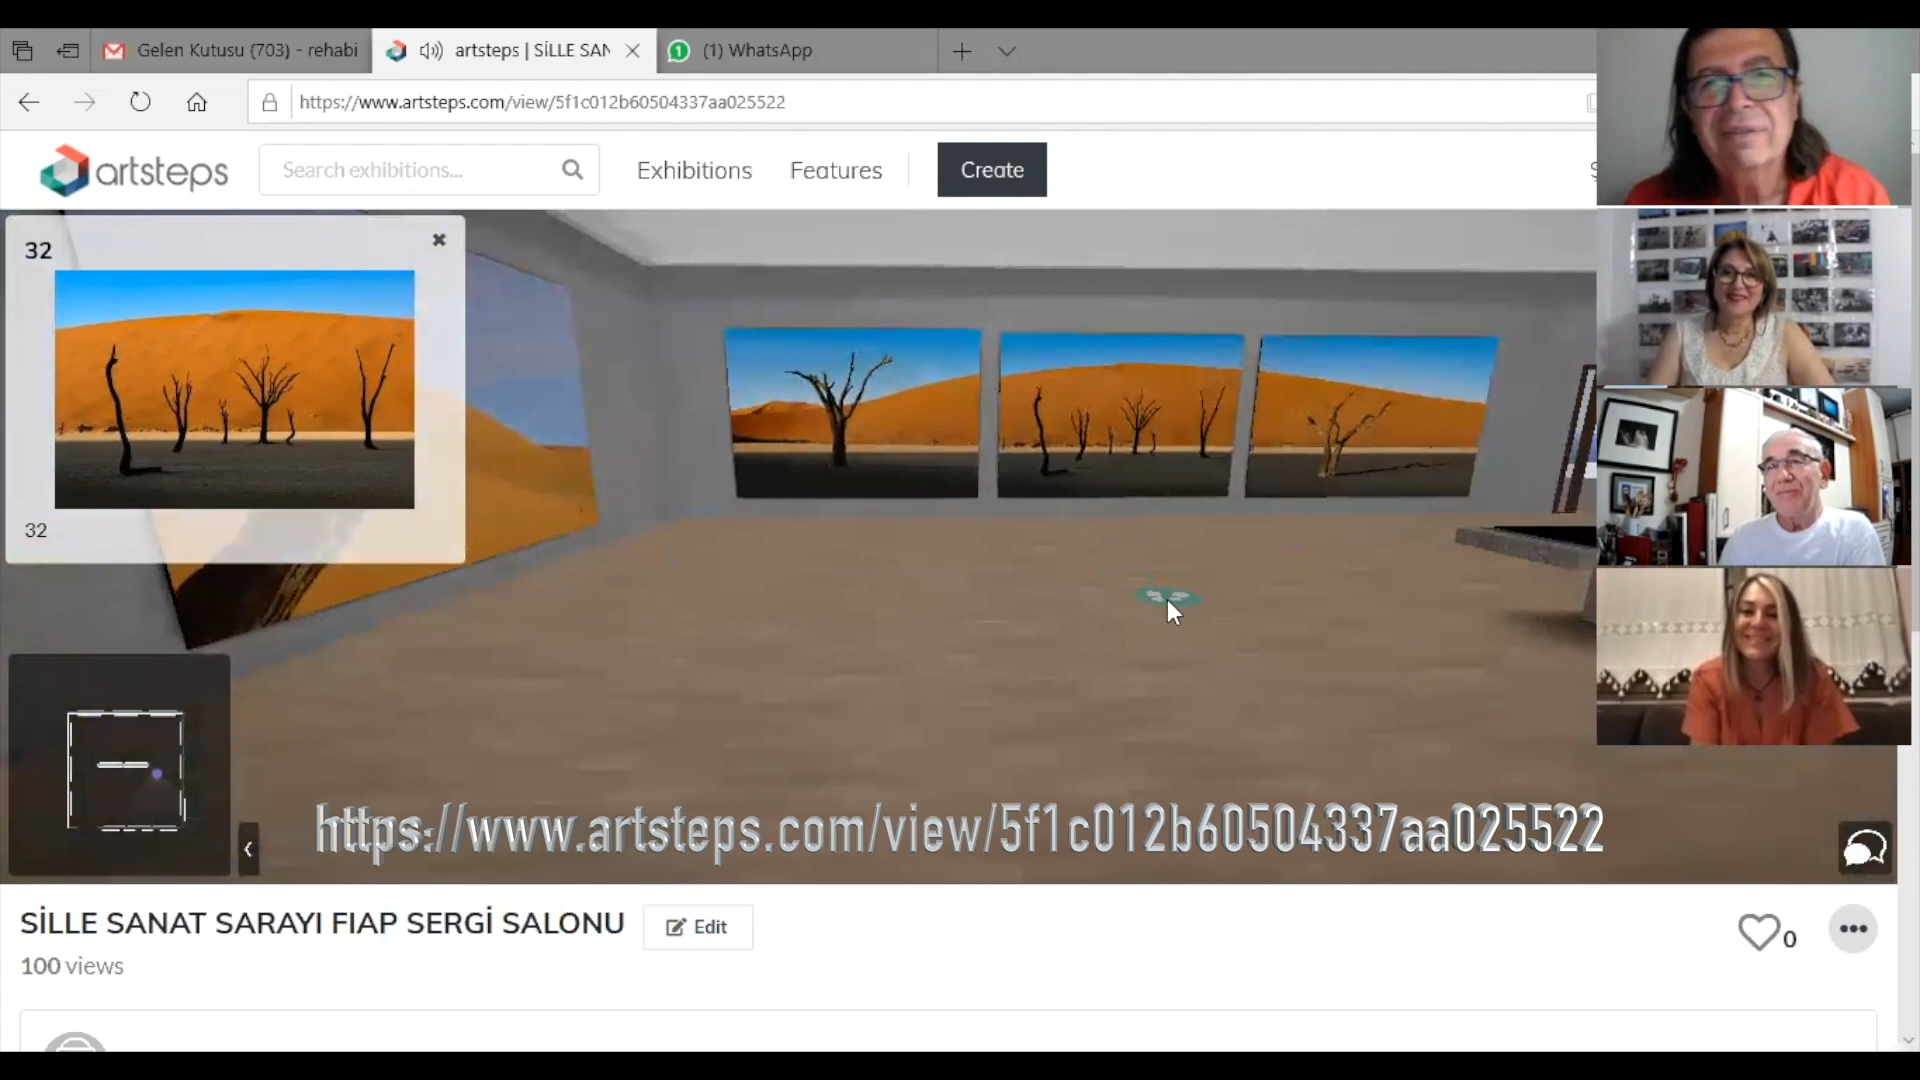 Gelen Kutusu (703) - rehabi
artsteps | SİLLE SAN
1
(1) WhatsApp
https://www.artsteps.com/view/5f1c012b60504337aa025522
artsteps
Search exhibitions...
Exhibitions
Features
Create
32
32
https://www.artsteps.com/view/5f1c012b60504337aa025522
SİLLE SANAT SARAYI FIAP SERGİ SALONU
Edit
0
100 views